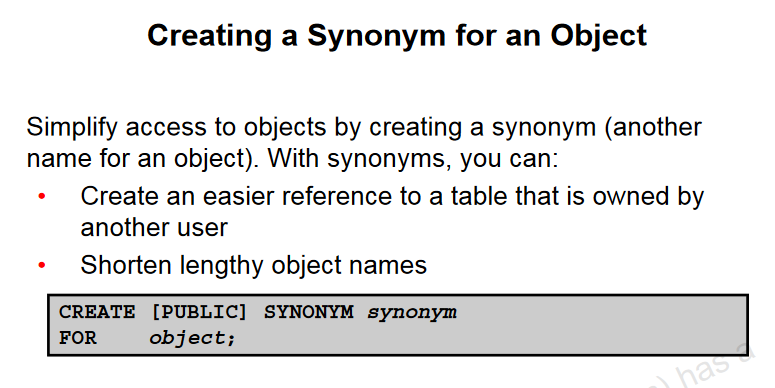 Creating a Synonym for an Object
Simplify access to objects by creating a synonym (another
name for an object). With synonyms, you can:
• Create an easier reference to a table that is owned by
another user
• Shorten lengthy object names
CREATE [PUBLIC] SYNONYM synonym
FOR object;
) has a